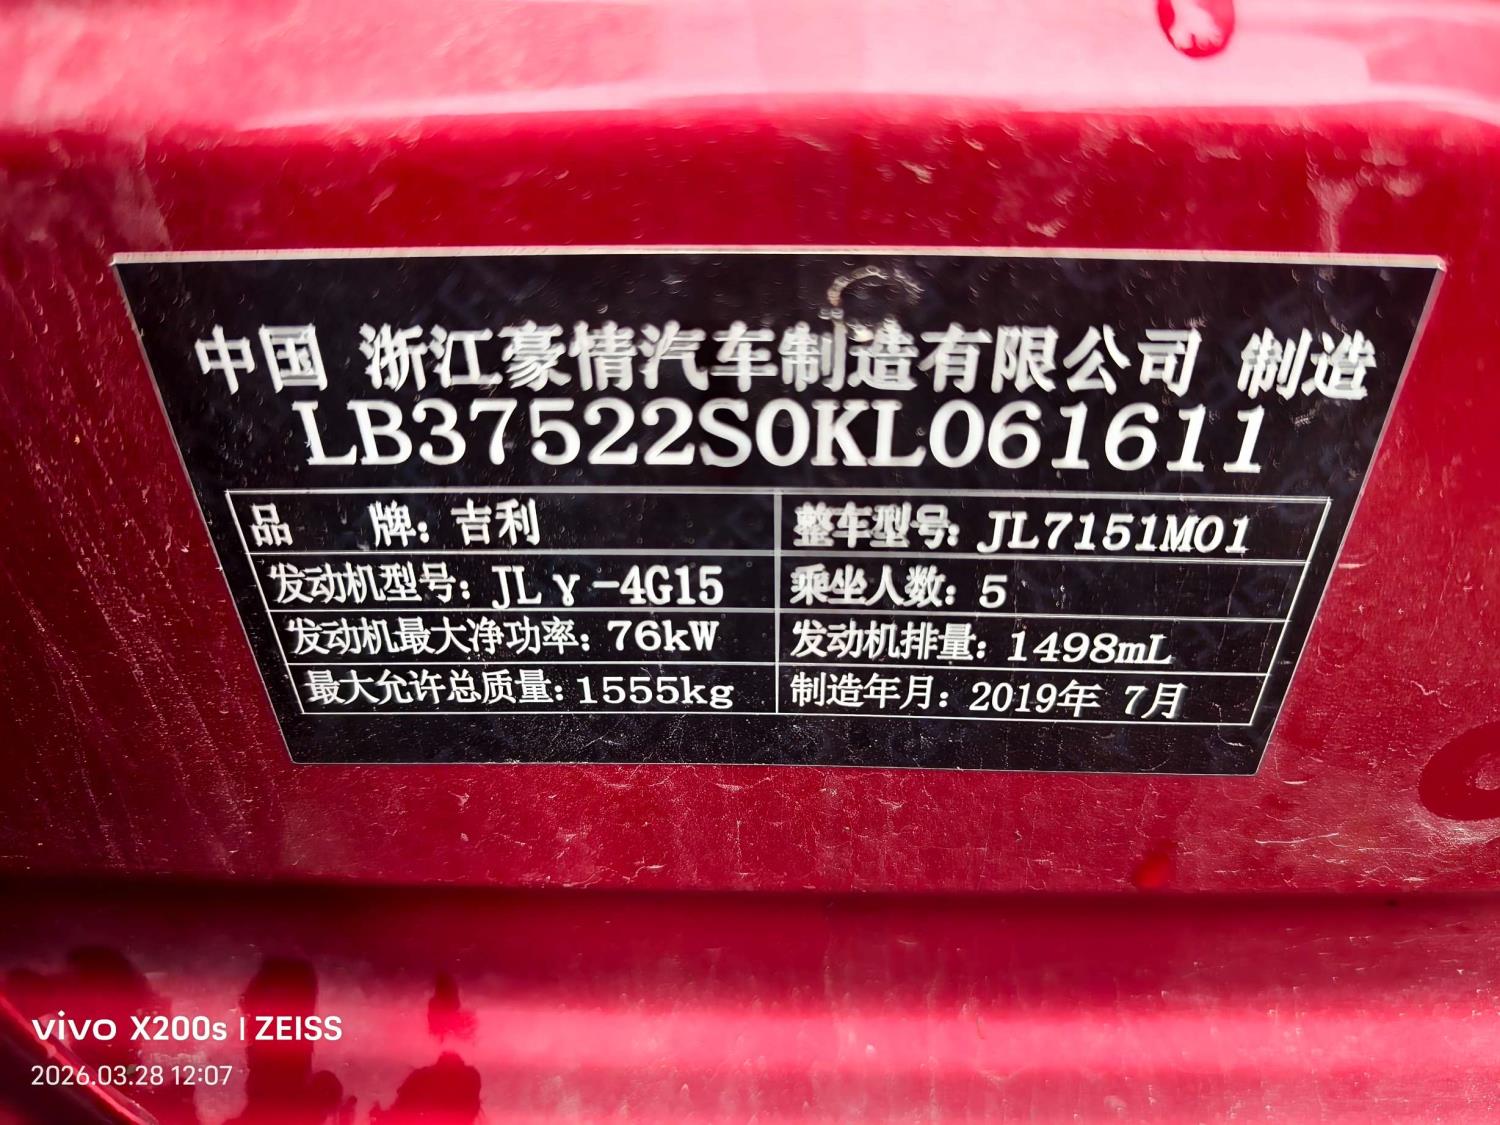 中国 浙江豪情汽车制造有限公司 制造
LB37522S0KL061611
品 牌: 吉利 整车型号: JL7151M01
发动机型号: JLγ-4G15 乘坐人数: 5
发动机最大净功率: 76kW 发动机排量: 1498mL
最大允许总质量: 1555kg 制造年月: 2019年 7月
vivo X200s | ZEISS
2026.03.28 12:07